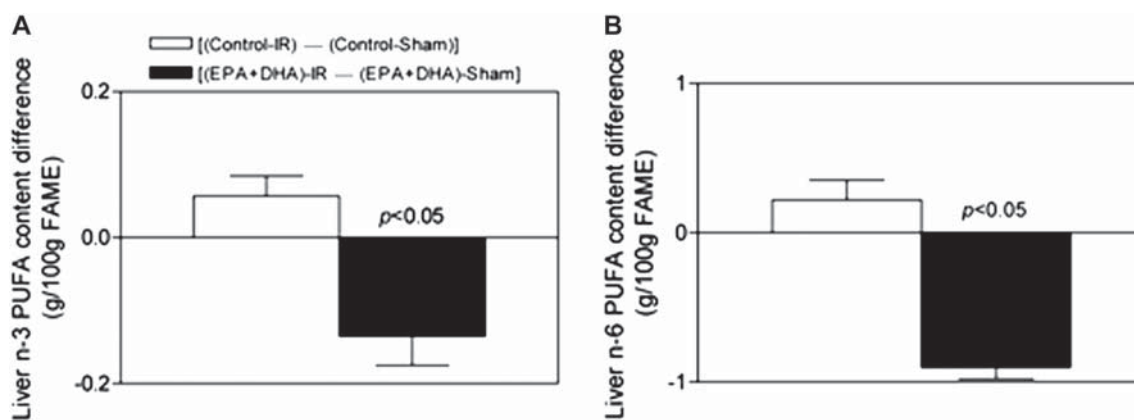 A
[(Control-IR) — (Control-Sham)]
[(EPA+DHA)-IR — (EPA+DHA)-Sham]
Liver n-3 PUFA content difference
(g/100g FAME)
0.2
0.0
-0.2
p<0.05
B
Liver n-6 PUFA content difference
(g/100g FAME)
1
0
-1
p<0.05